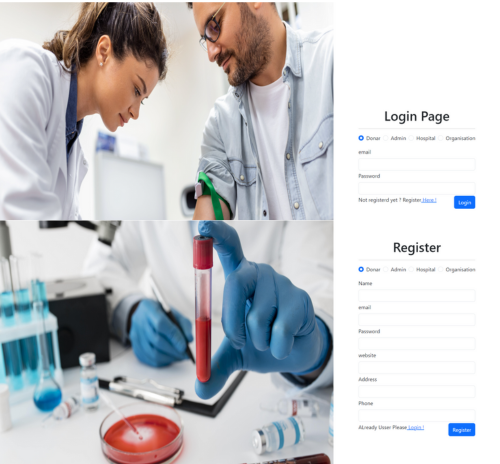 Login Page
Donar Admin Hospital Organisation
email
Password
Not registerd yet ? Register Here !
Login
Register
Donar Admin Hospital Organisation
Name
email
Password
website
Address
Phone
ALready Usser Please Login !
Register